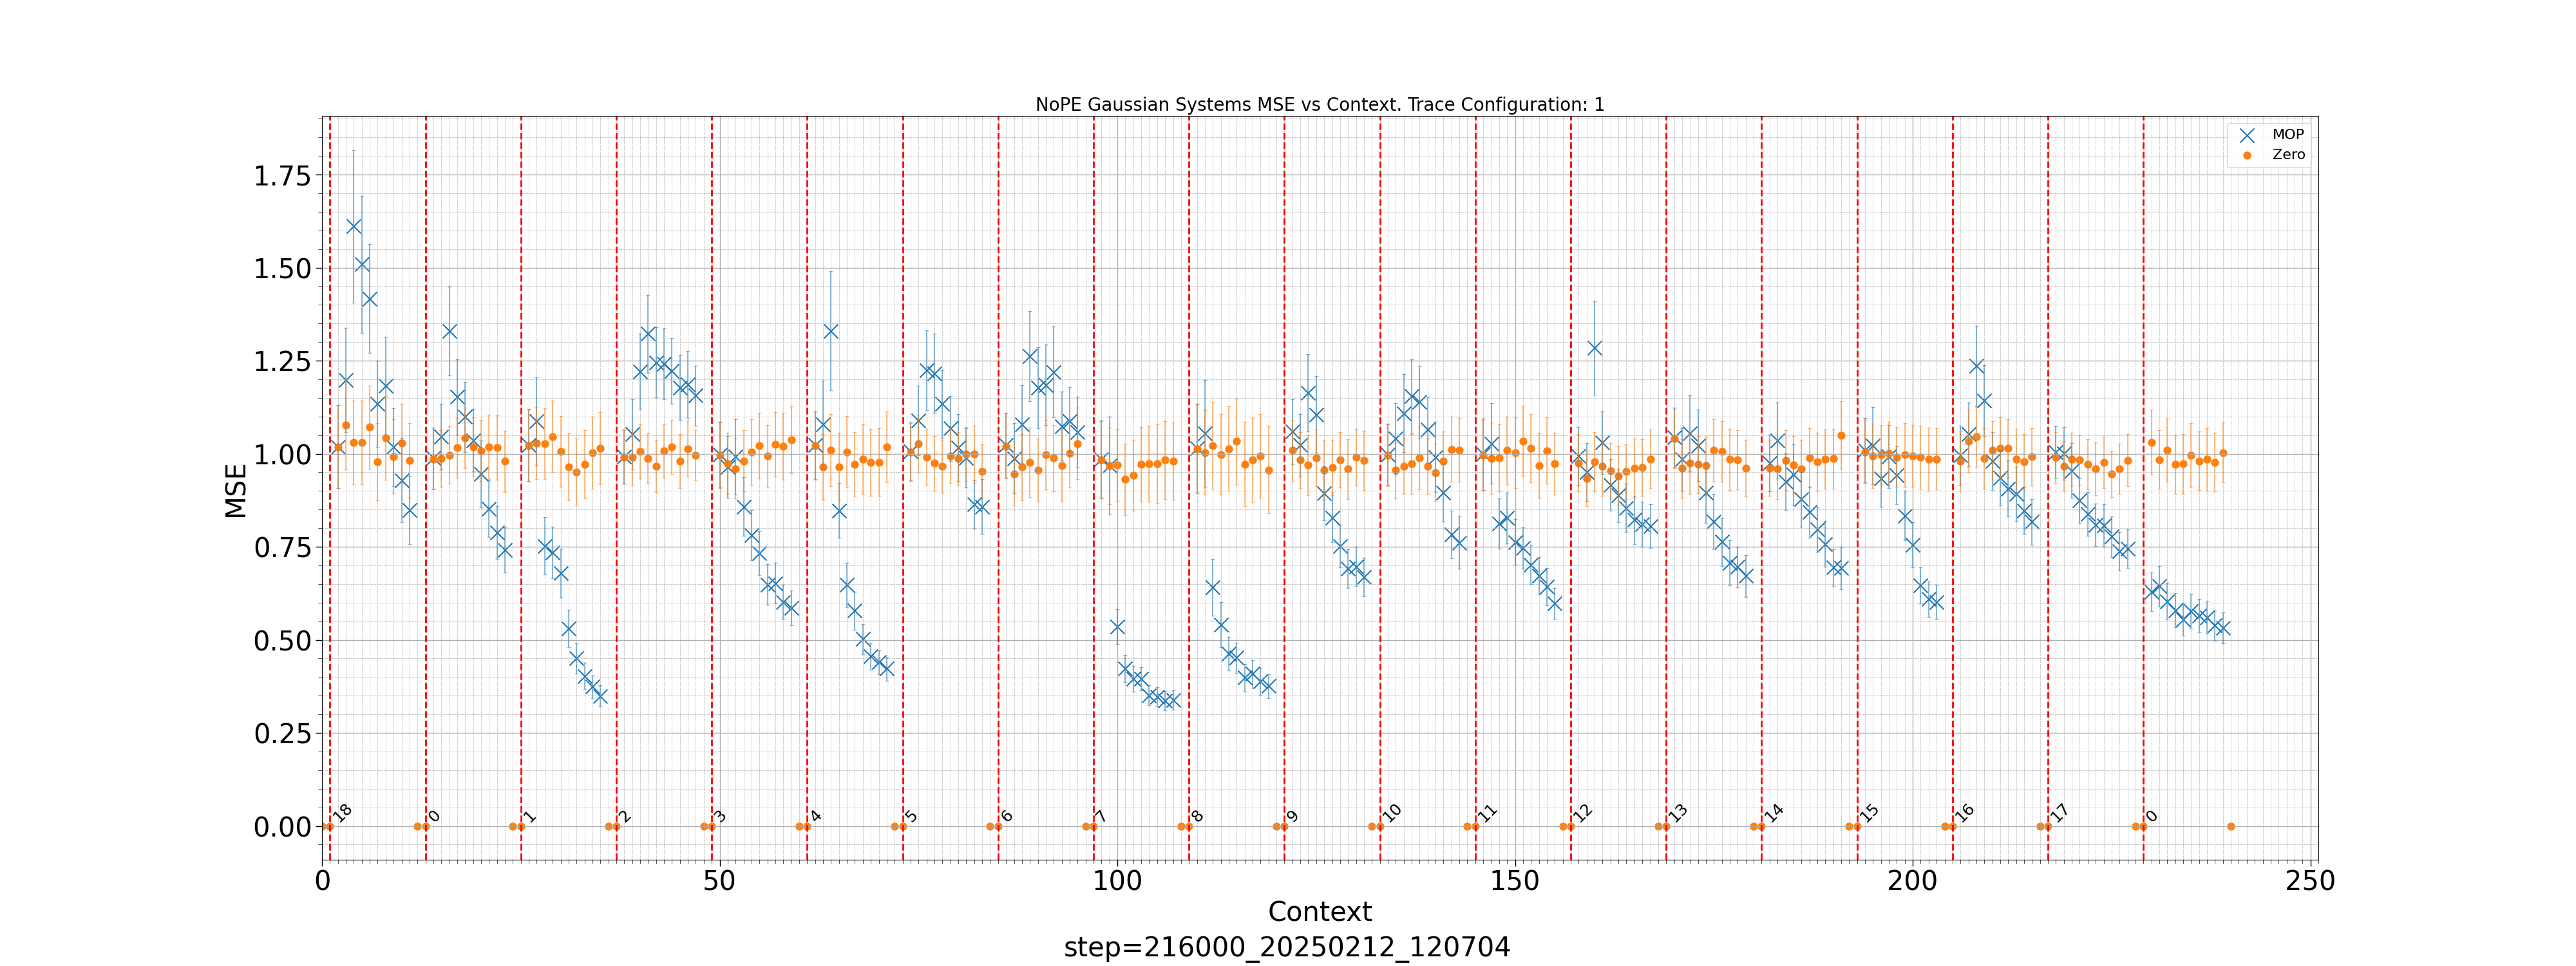 NoPE Gaussian Systems MSE vs Context. Trace Configuration: 1
MOP
Zero
1.75
1.50
1.25
1.00
0.75
0.50
0.25
0.00
MSE
18 0 1 2 3 4 5 6 7 8 9 10 11 12 13 14 15 16 17 0
0 50 100 150 200 250
Context
step=216000_20250212_120704